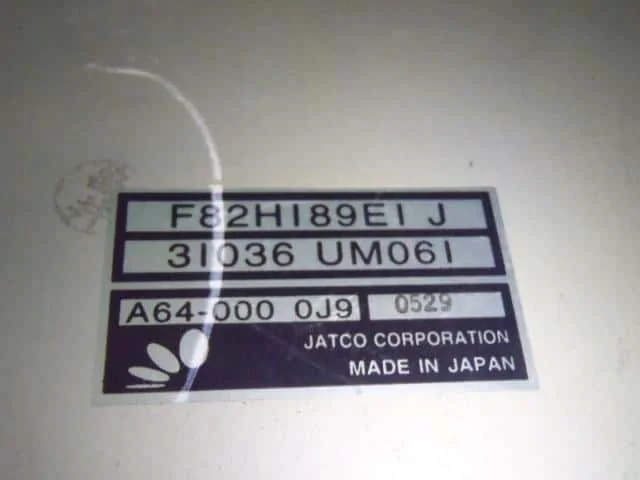 F82H189E1 J
31036 UM061
A64-000 0J9 0529
JATCO CORPORATION
MADE IN JAPAN